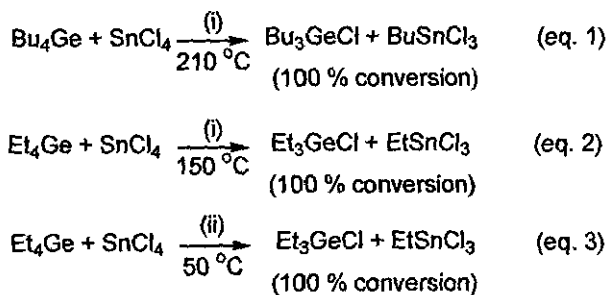 Bu₄Ge + SnCl₄ (i) 210 °C Bu₃GeCl + BuSnCl₃ (eq. 1)
(100 % conversion)
Et₄Ge + SnCl₄ (i) 150 °C Et₃GeCl + EtSnCl₃ (eq. 2)
(100 % conversion)
Et₄Ge + SnCl₄ (ii) 50 °C Et₃GeCl + EtSnCl₃ (eq. 3)
(100 % conversion)